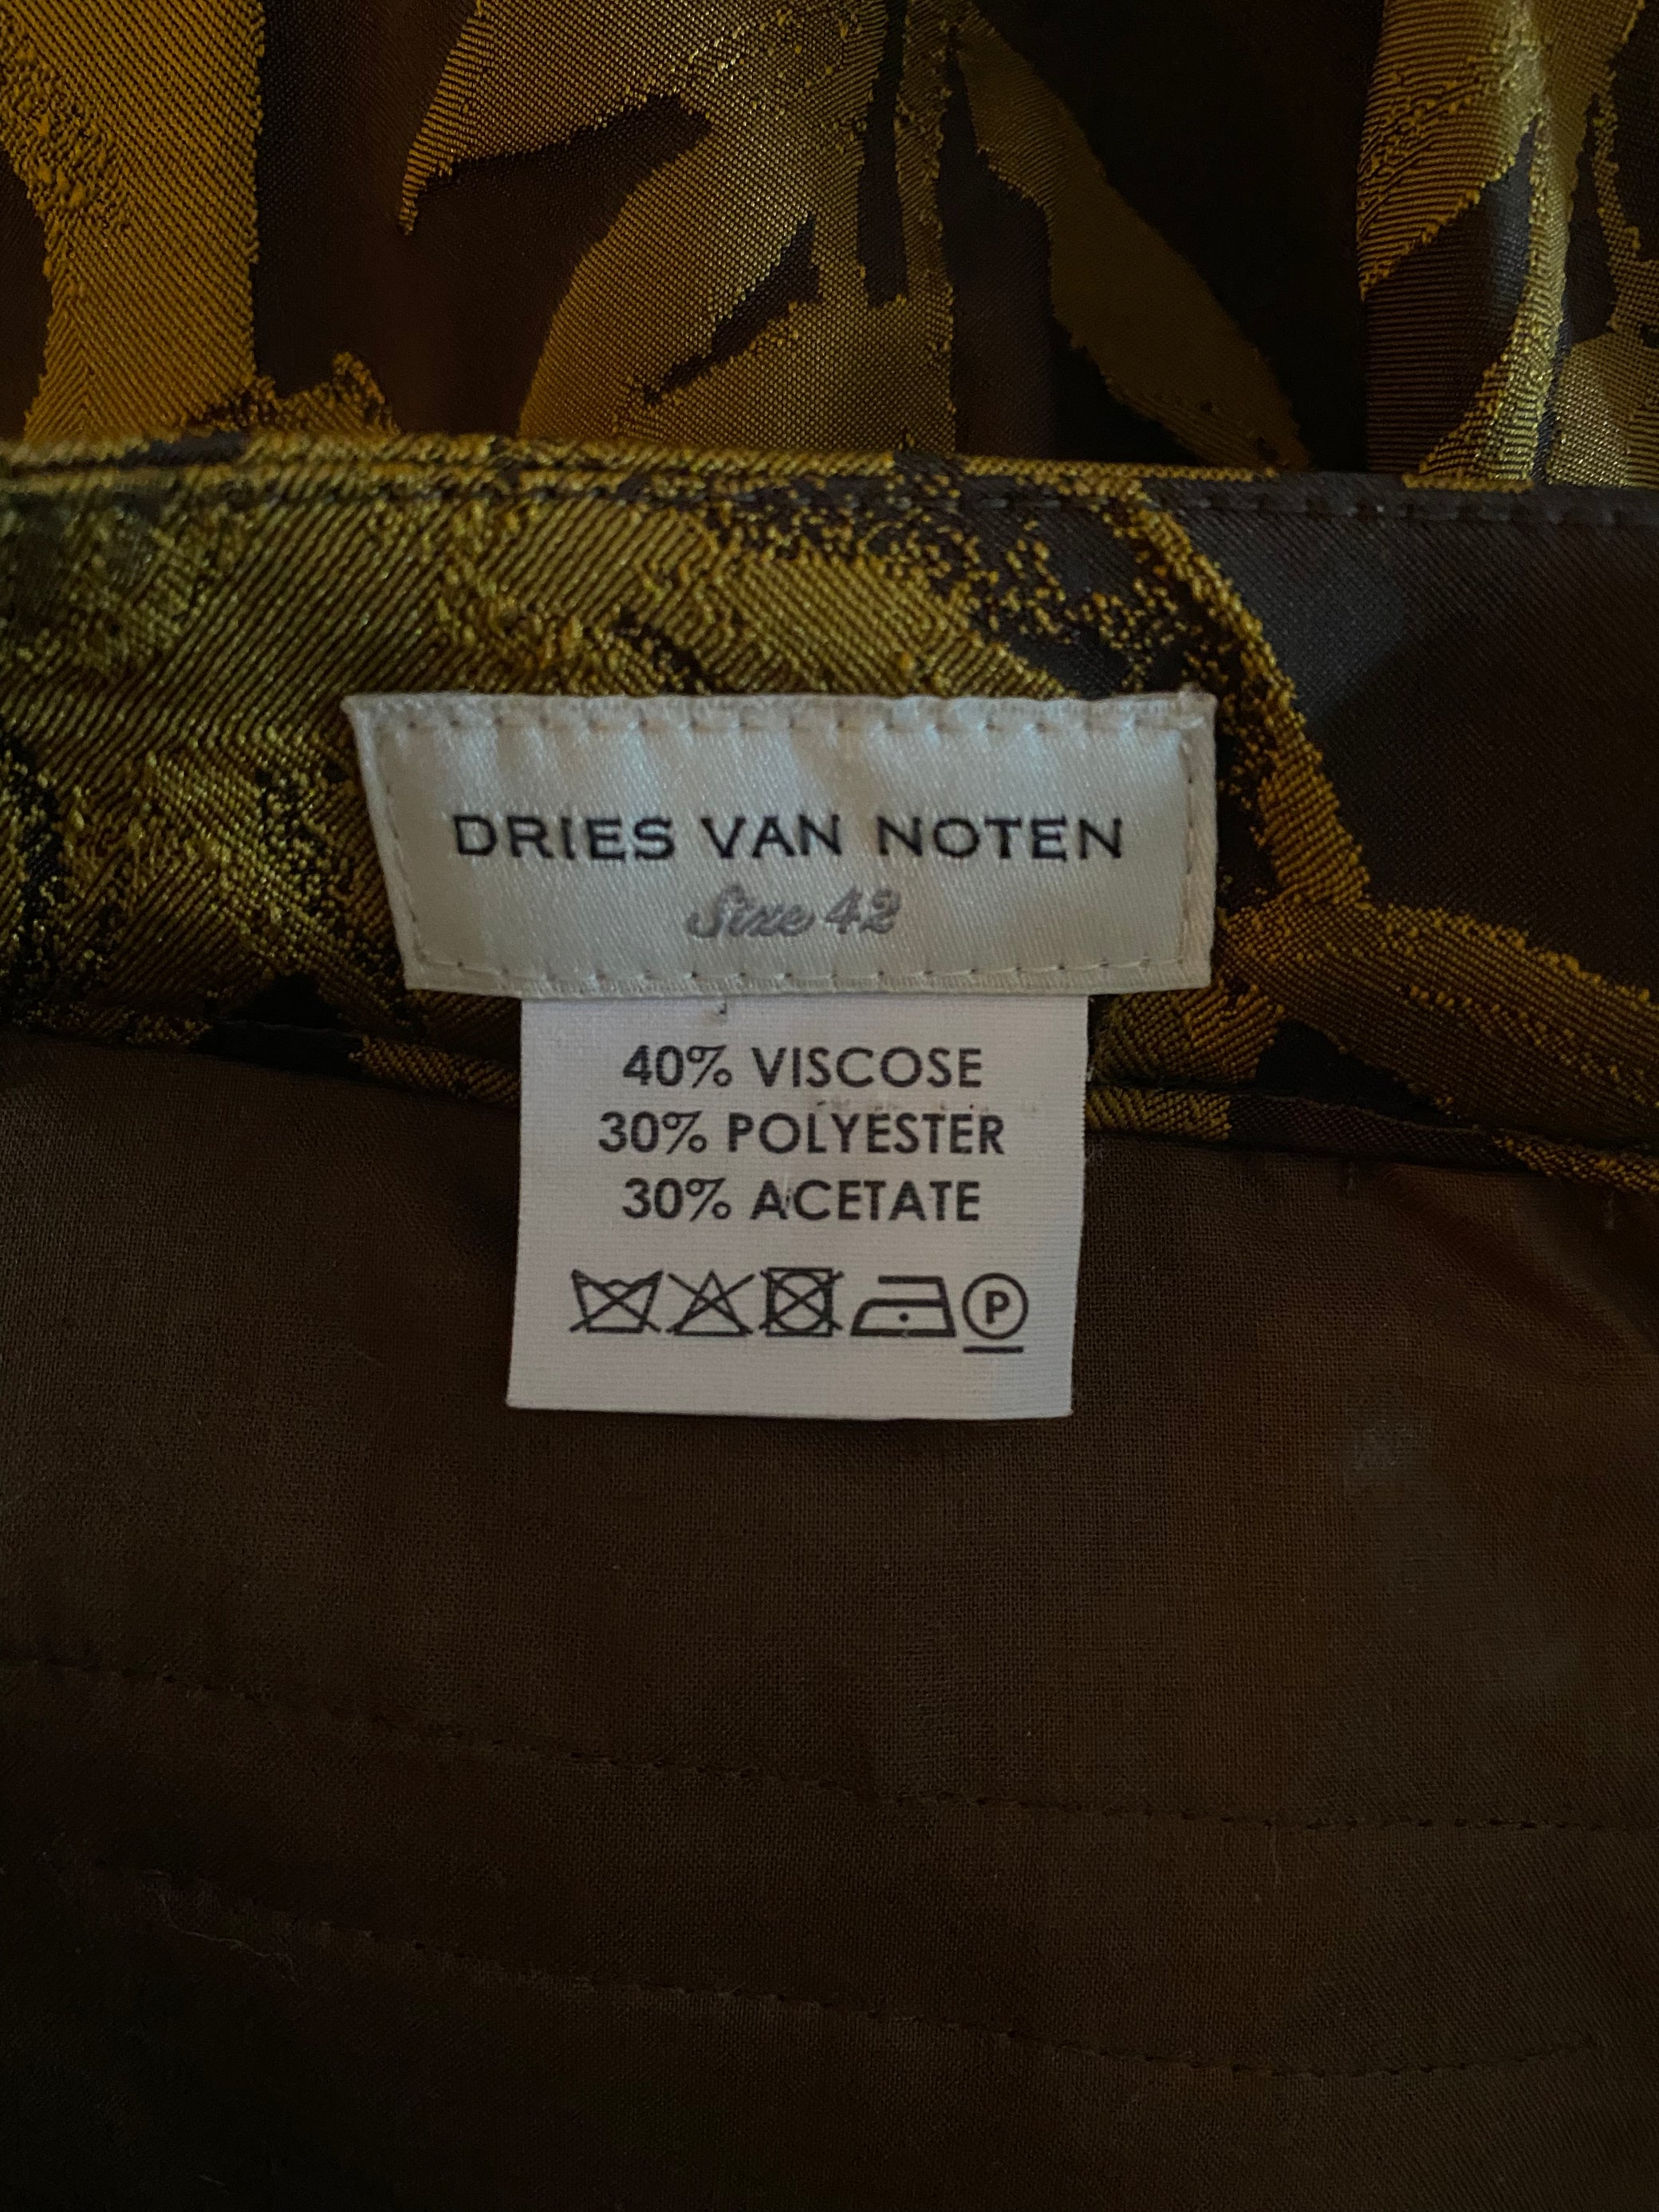 DRIES VAN NOTEN
Size 42
40% VISCOSE
30% POLYESTER
30% ACETATE
P